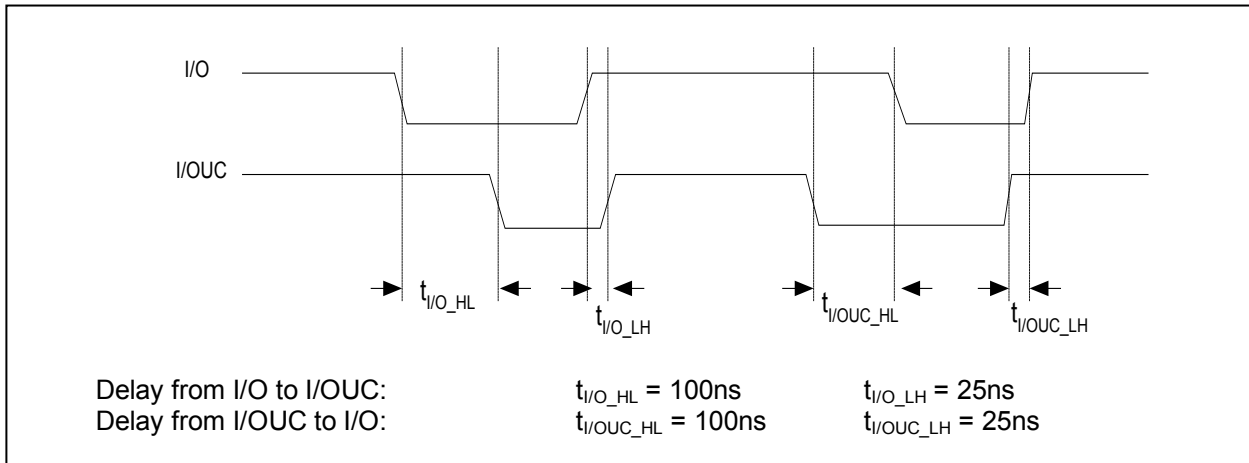 I/O
I/OUC
tI/O_HL
tI/O_LH
tI/OUC_HL
tI/OUC_LH
Delay from I/O to I/OUC: tI/O_HL = 100ns tI/O_LH = 25ns
Delay from I/OUC to I/O: tI/OUC_HL = 100ns tI/OUC_LH = 25ns